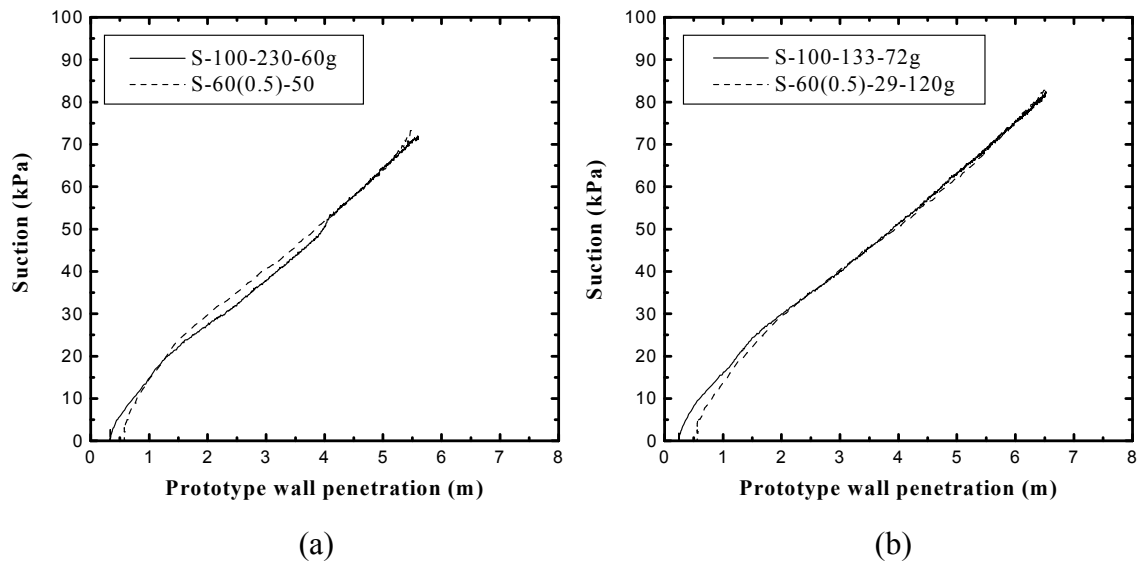 100
90
80
70
60
50
40
30
20
10
0
Suction (kPa)
S-100-230-60g
S-60(0.5)-50
0 1 2 3 4 5 6 7 8
Prototype wall penetration (m)
(a)
100
90
80
70
60
50
40
30
20
10
0
Suction (kPa)
S-100-133-72g
S-60(0.5)-29-120g
0 1 2 3 4 5 6 7 8
Prototype wall penetration (m)
(b)